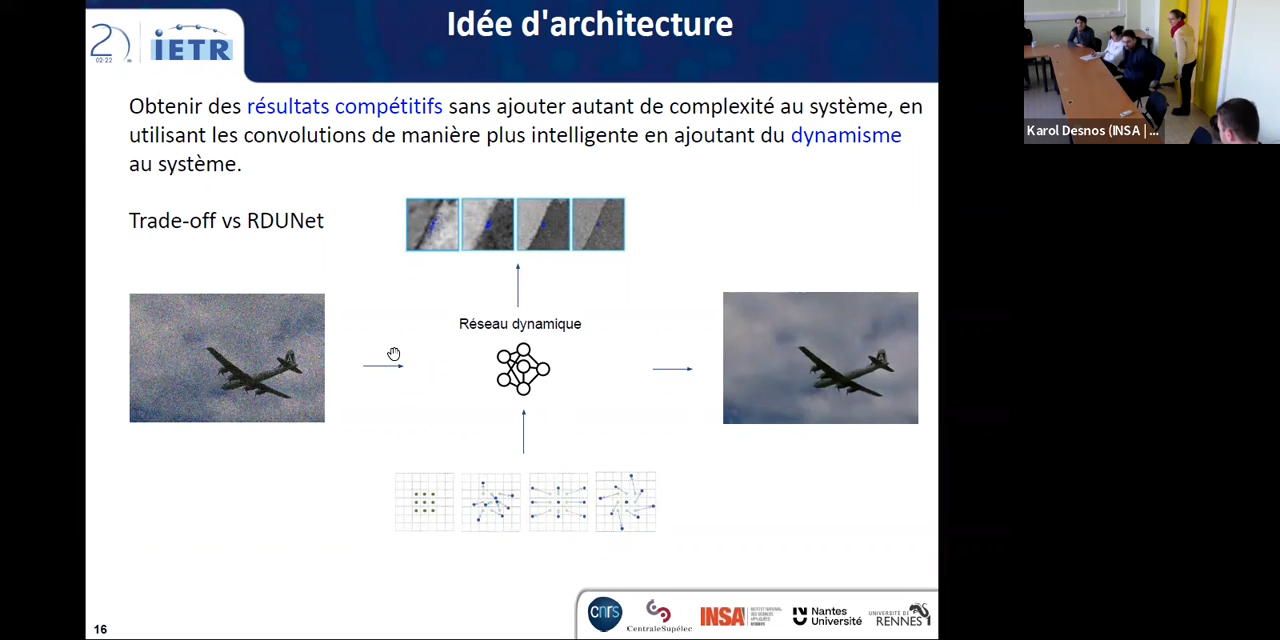 Idée d'architecture
20
02-22
iETR
Karol Desnos (INSA | ...
Obtenir des résultats compétitifs sans ajouter autant de complexité au système, en
utilisant les convolutions de manière plus intelligente en ajoutant du dynamisme
au système.
Trade-off vs RDUNet
Réseau dynamique
16
cnrs
CentraleSupélec
INSA
Nantes
Université
UNIVERSITÉ DE
RENNES 1